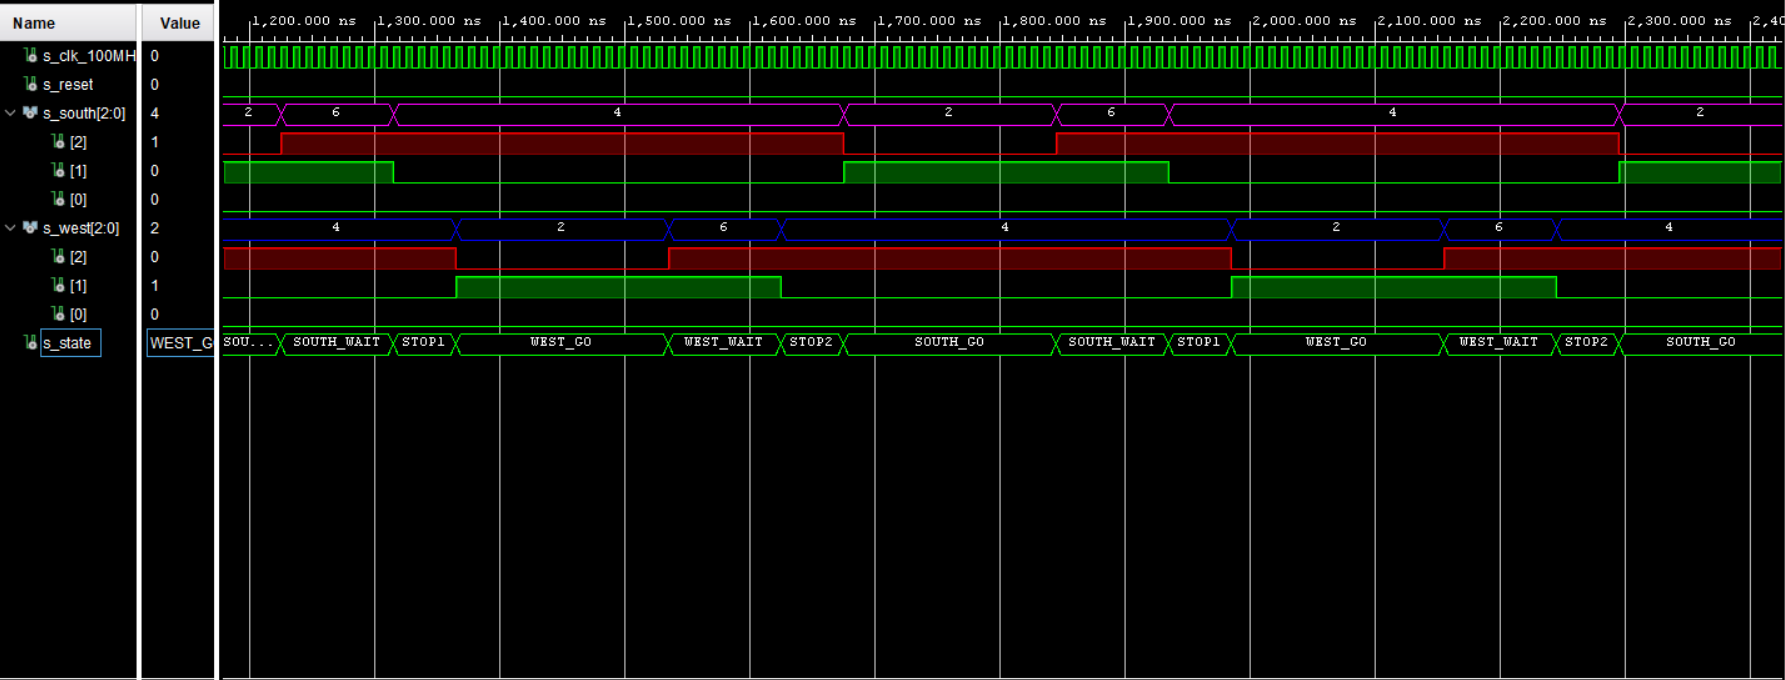 Name Value 1,200.000 ns 1,300.000 ns 1,400.000 ns 1,500.000 ns 1,600.000 ns 1,700.000 ns 1,800.000 ns 1,900.000 ns 2,000.000 ns 2,100.000 ns 2,200.000 ns 2,300.000 ns 2,40
s_clk_100MH 0
s_reset 0
s_south[2:0] 4 2 6 4 2 6 4 2
[2] 1
[1] 0
[0] 0
s_west[2:0] 2 4 2 6 4 2 6 4
[2] 0
[1] 1
[0] 0
s_state WEST_G SOU... SOUTH_WAIT STOP1 WEST_GO WEST_WAIT STOP2 SOUTH_GO SOUTH_WAIT STOP1 WEST_GO WEST_WAIT STOP2 SOUTH_GO